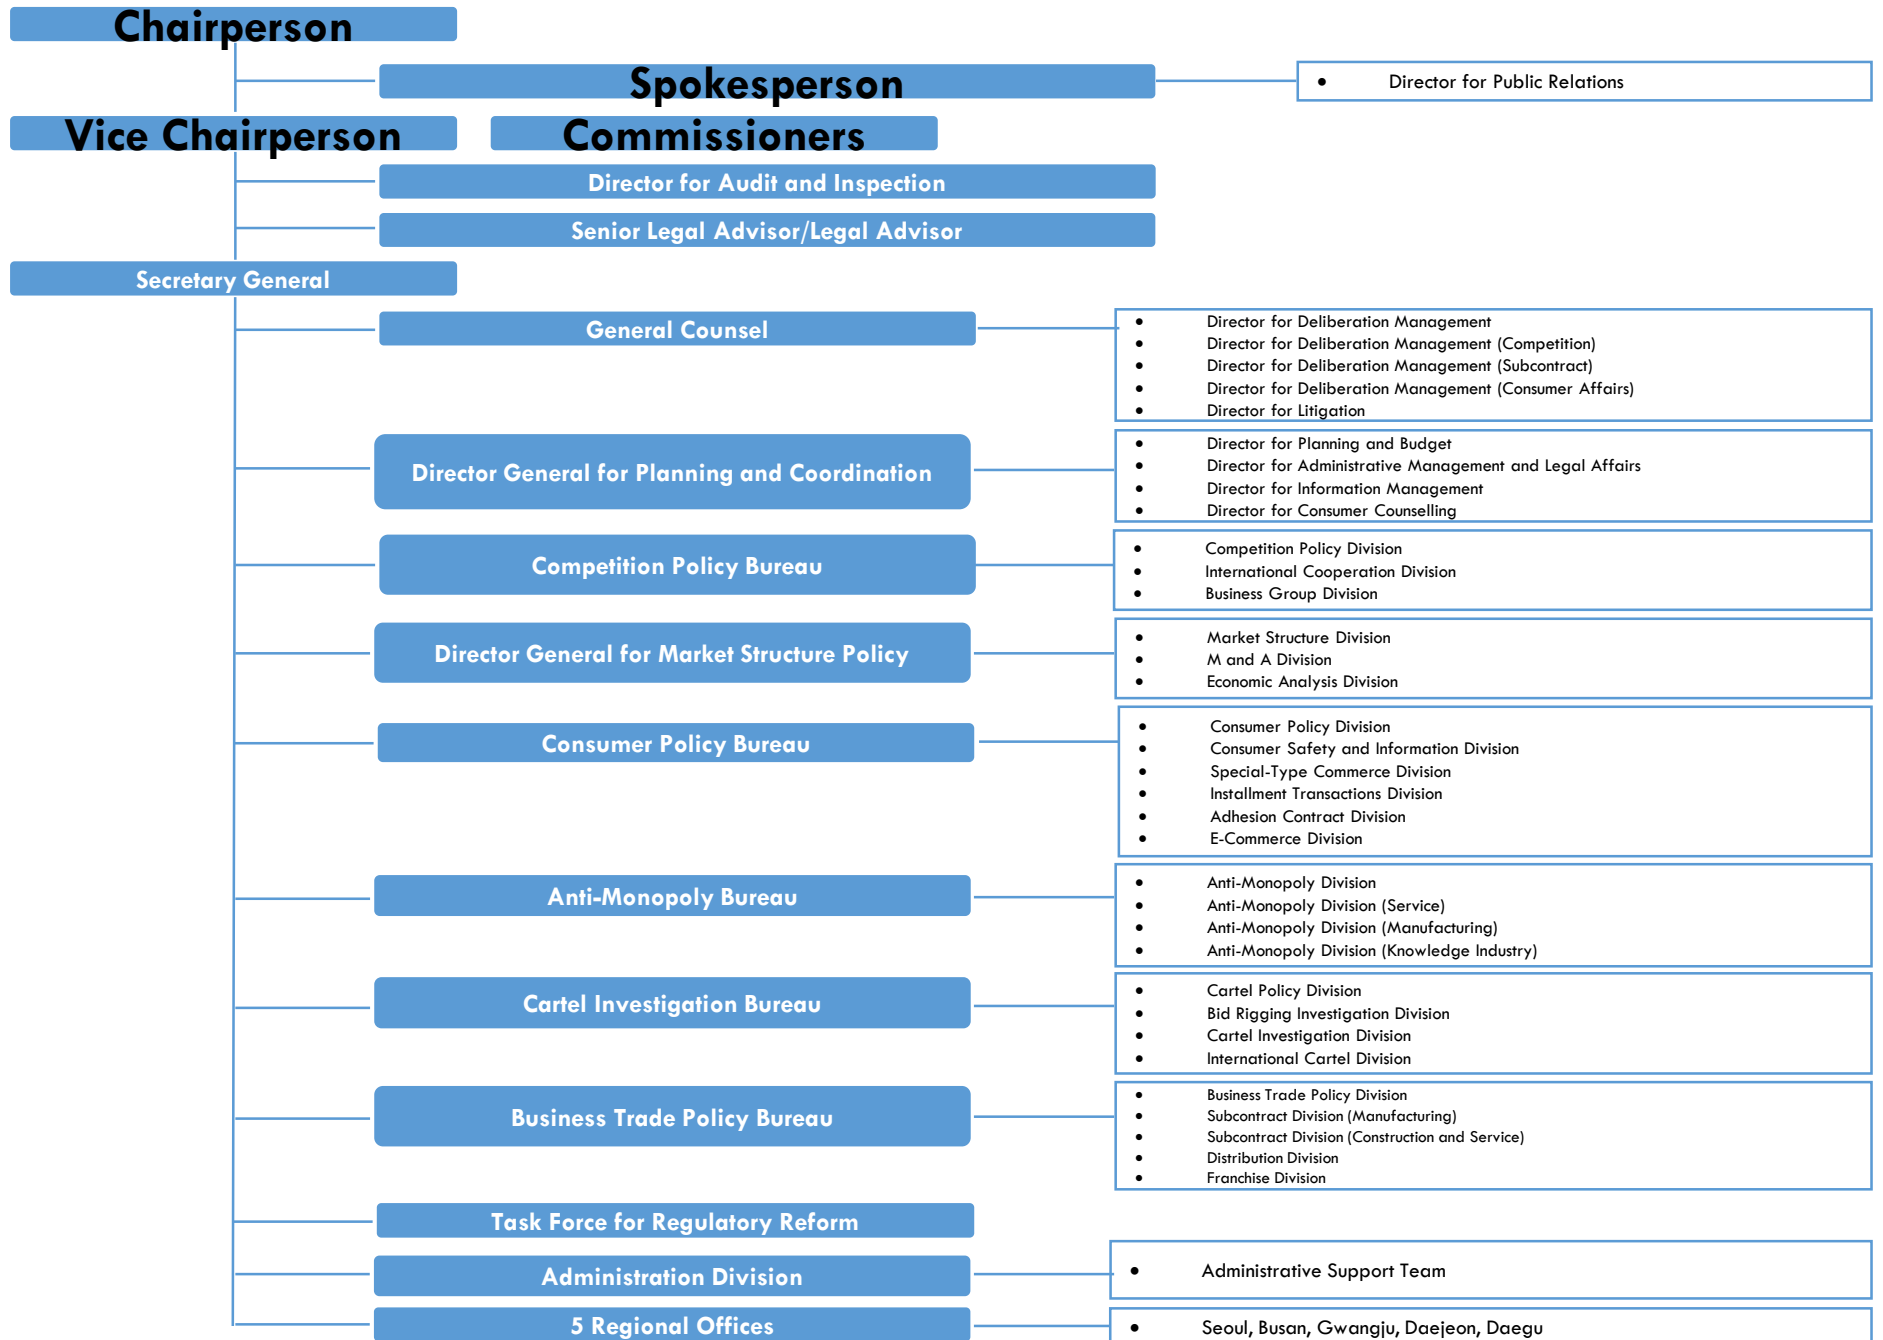 Chairperson
Spokesperson
• Director for Public Relations
Vice Chairperson
Commissioners
Director for Audit and Inspection
Senior Legal Advisor/Legal Advisor
Secretary General
General Counsel
• Director for Deliberation Management
• Director for Deliberation Management (Competition)
• Director for Deliberation Management (Subcontract)
• Director for Deliberation Management (Consumer Affairs)
• Director for Litigation
Director General for Planning and Coordination
• Director for Planning and Budget
• Director for Administrative Management and Legal Affairs
• Director for Information Management
• Director for Consumer Counselling
Competition Policy Bureau
• Competition Policy Division
• International Cooperation Division
• Business Group Division
Director General for Market Structure Policy
• Market Structure Division
• M and A Division
• Economic Analysis Division
Consumer Policy Bureau
• Consumer Policy Division
• Consumer Safety and Information Division
• Special-Type Commerce Division
• Installment Transactions Division
• Adhesion Contract Division
• E-Commerce Division
Anti-Monopoly Bureau
• Anti-Monopoly Division
• Anti-Monopoly Division (Service)
• Anti-Monopoly Division (Manufacturing)
• Anti-Monopoly Division (Knowledge Industry)
Cartel Investigation Bureau
• Cartel Policy Division
• Bid Rigging Investigation Division
• Cartel Investigation Division
• International Cartel Division
Business Trade Policy Bureau
• Business Trade Policy Division
• Subcontract Division (Manufacturing)
• Subcontract Division (Construction and Service)
• Distribution Division
• Franchise Division
Task Force for Regulatory Reform
Administration Division
• Administrative Support Team
5 Regional Offices
• Seoul, Busan, Gwangju, Daejeon, Daegu